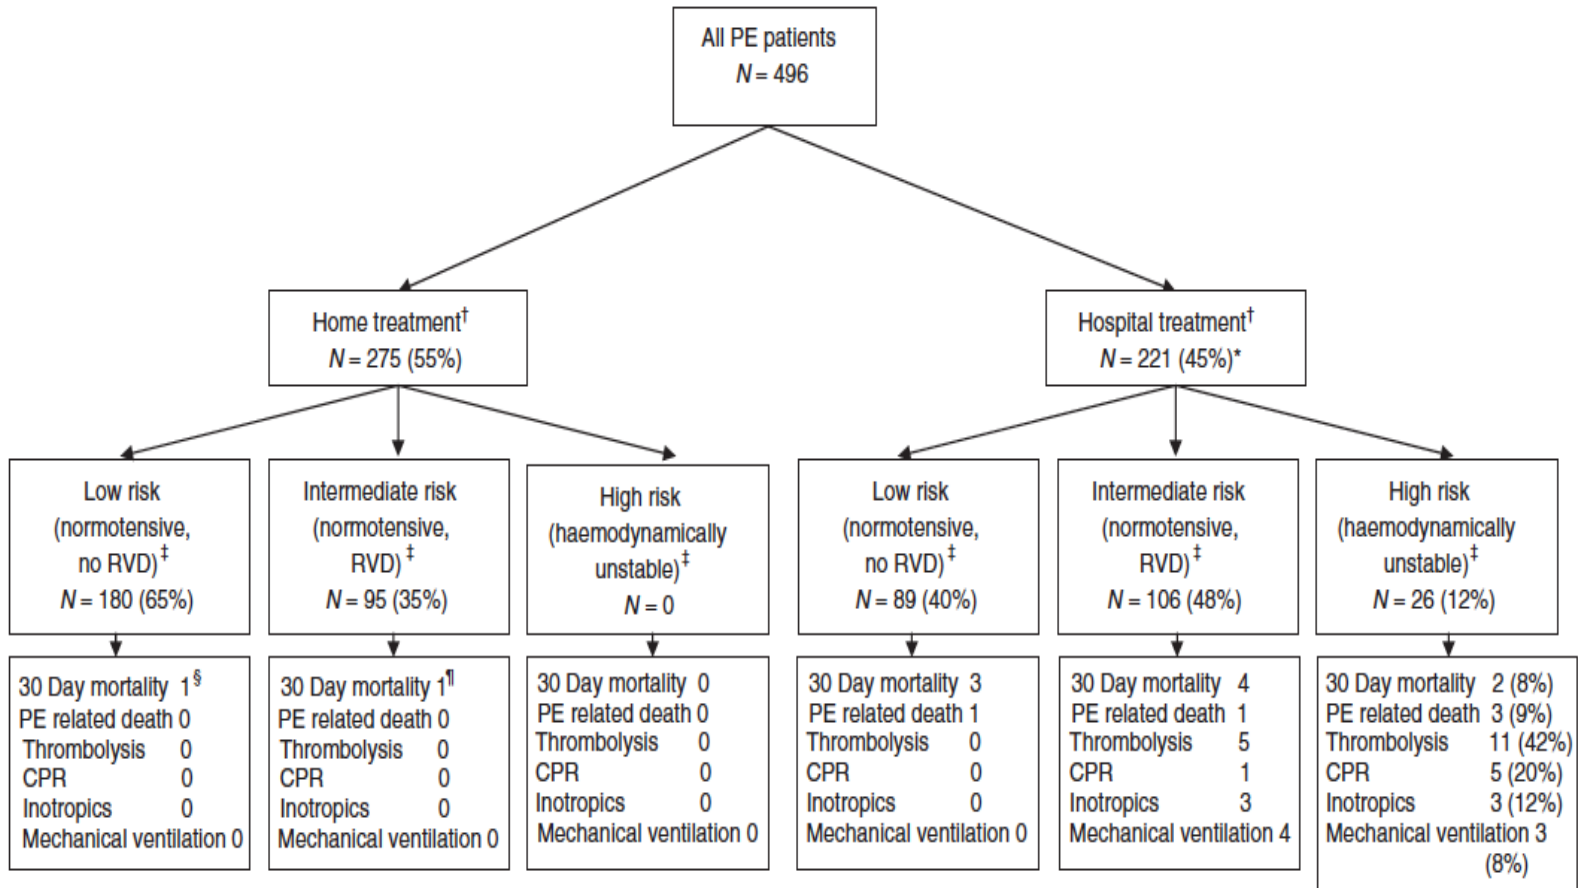 All PE patients
N = 496
Home treatment†
N = 275 (55%)
Hospital treatment†
N = 221 (45%)*
Low risk
(normotensive,
no RVD)‡
N = 180 (65%)
Intermediate risk
(normotensive,
RVD)‡
N = 95 (35%)
High risk
(haemodynamically
unstable)‡
N = 0
Low risk
(normotensive,
no RVD)‡
N = 89 (40%)
Intermediate risk
(normotensive,
RVD)‡
N = 106 (48%)
High risk
(haemodynamically
unstable)‡
N = 26 (12%)
30 Day mortality 1§
PE related death 0
Thrombolysis 0
CPR 0
Inotropics 0
Mechanical ventilation 0
30 Day mortality 1¶
PE related death 0
Thrombolysis 0
CPR 0
Inotropics 0
Mechanical ventilation 0
30 Day mortality 0
PE related death 0
Thrombolysis 0
CPR 0
Inotropics 0
Mechanical ventilation 0
30 Day mortality 3
PE related death 1
Thrombolysis 0
CPR 0
Inotropics 0
Mechanical ventilation 0
30 Day mortality 4
PE related death 1
Thrombolysis 5
CPR 1
Inotropics 3
Mechanical ventilation 4
30 Day mortality 2 (8%)
PE related death 3 (9%)
Thrombolysis 11 (42%)
CPR 5 (20%)
Inotropics 3 (12%)
Mechanical ventilation 3
(8%)